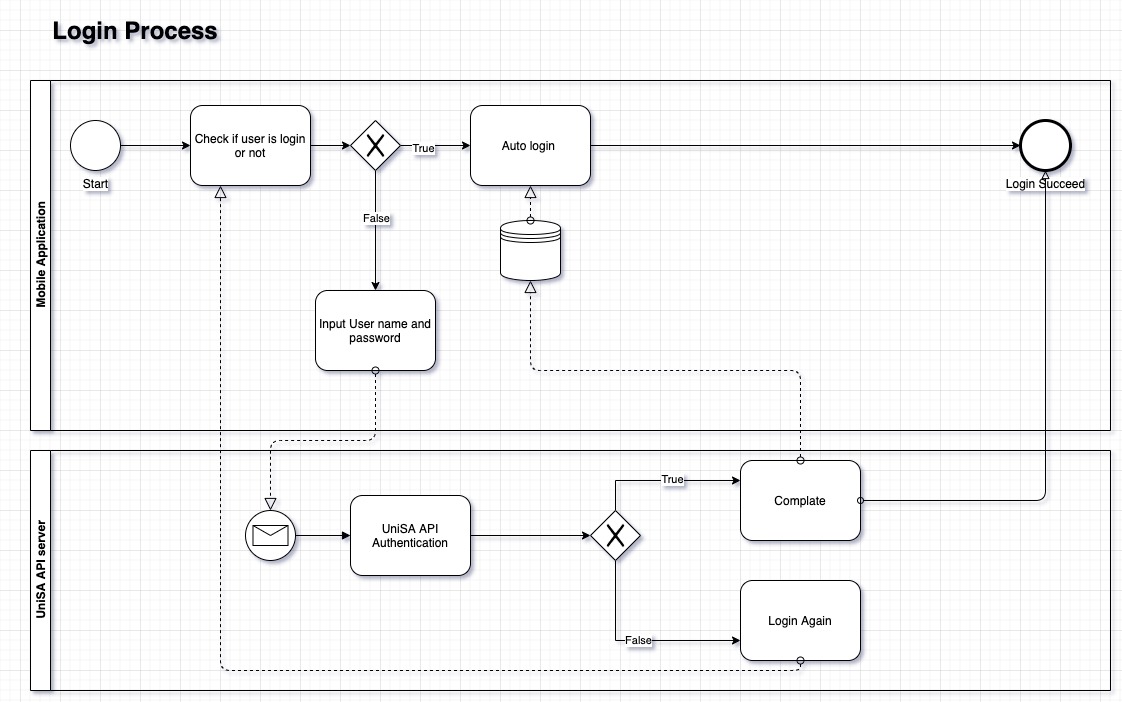 Login Process
Mobile Application
Start
Check if user is login
or not
True
Auto login
Login Succeed
False
Input User name and
password
UniSA API server
UniSA API
Authentication
True
Complate
False
Login Again